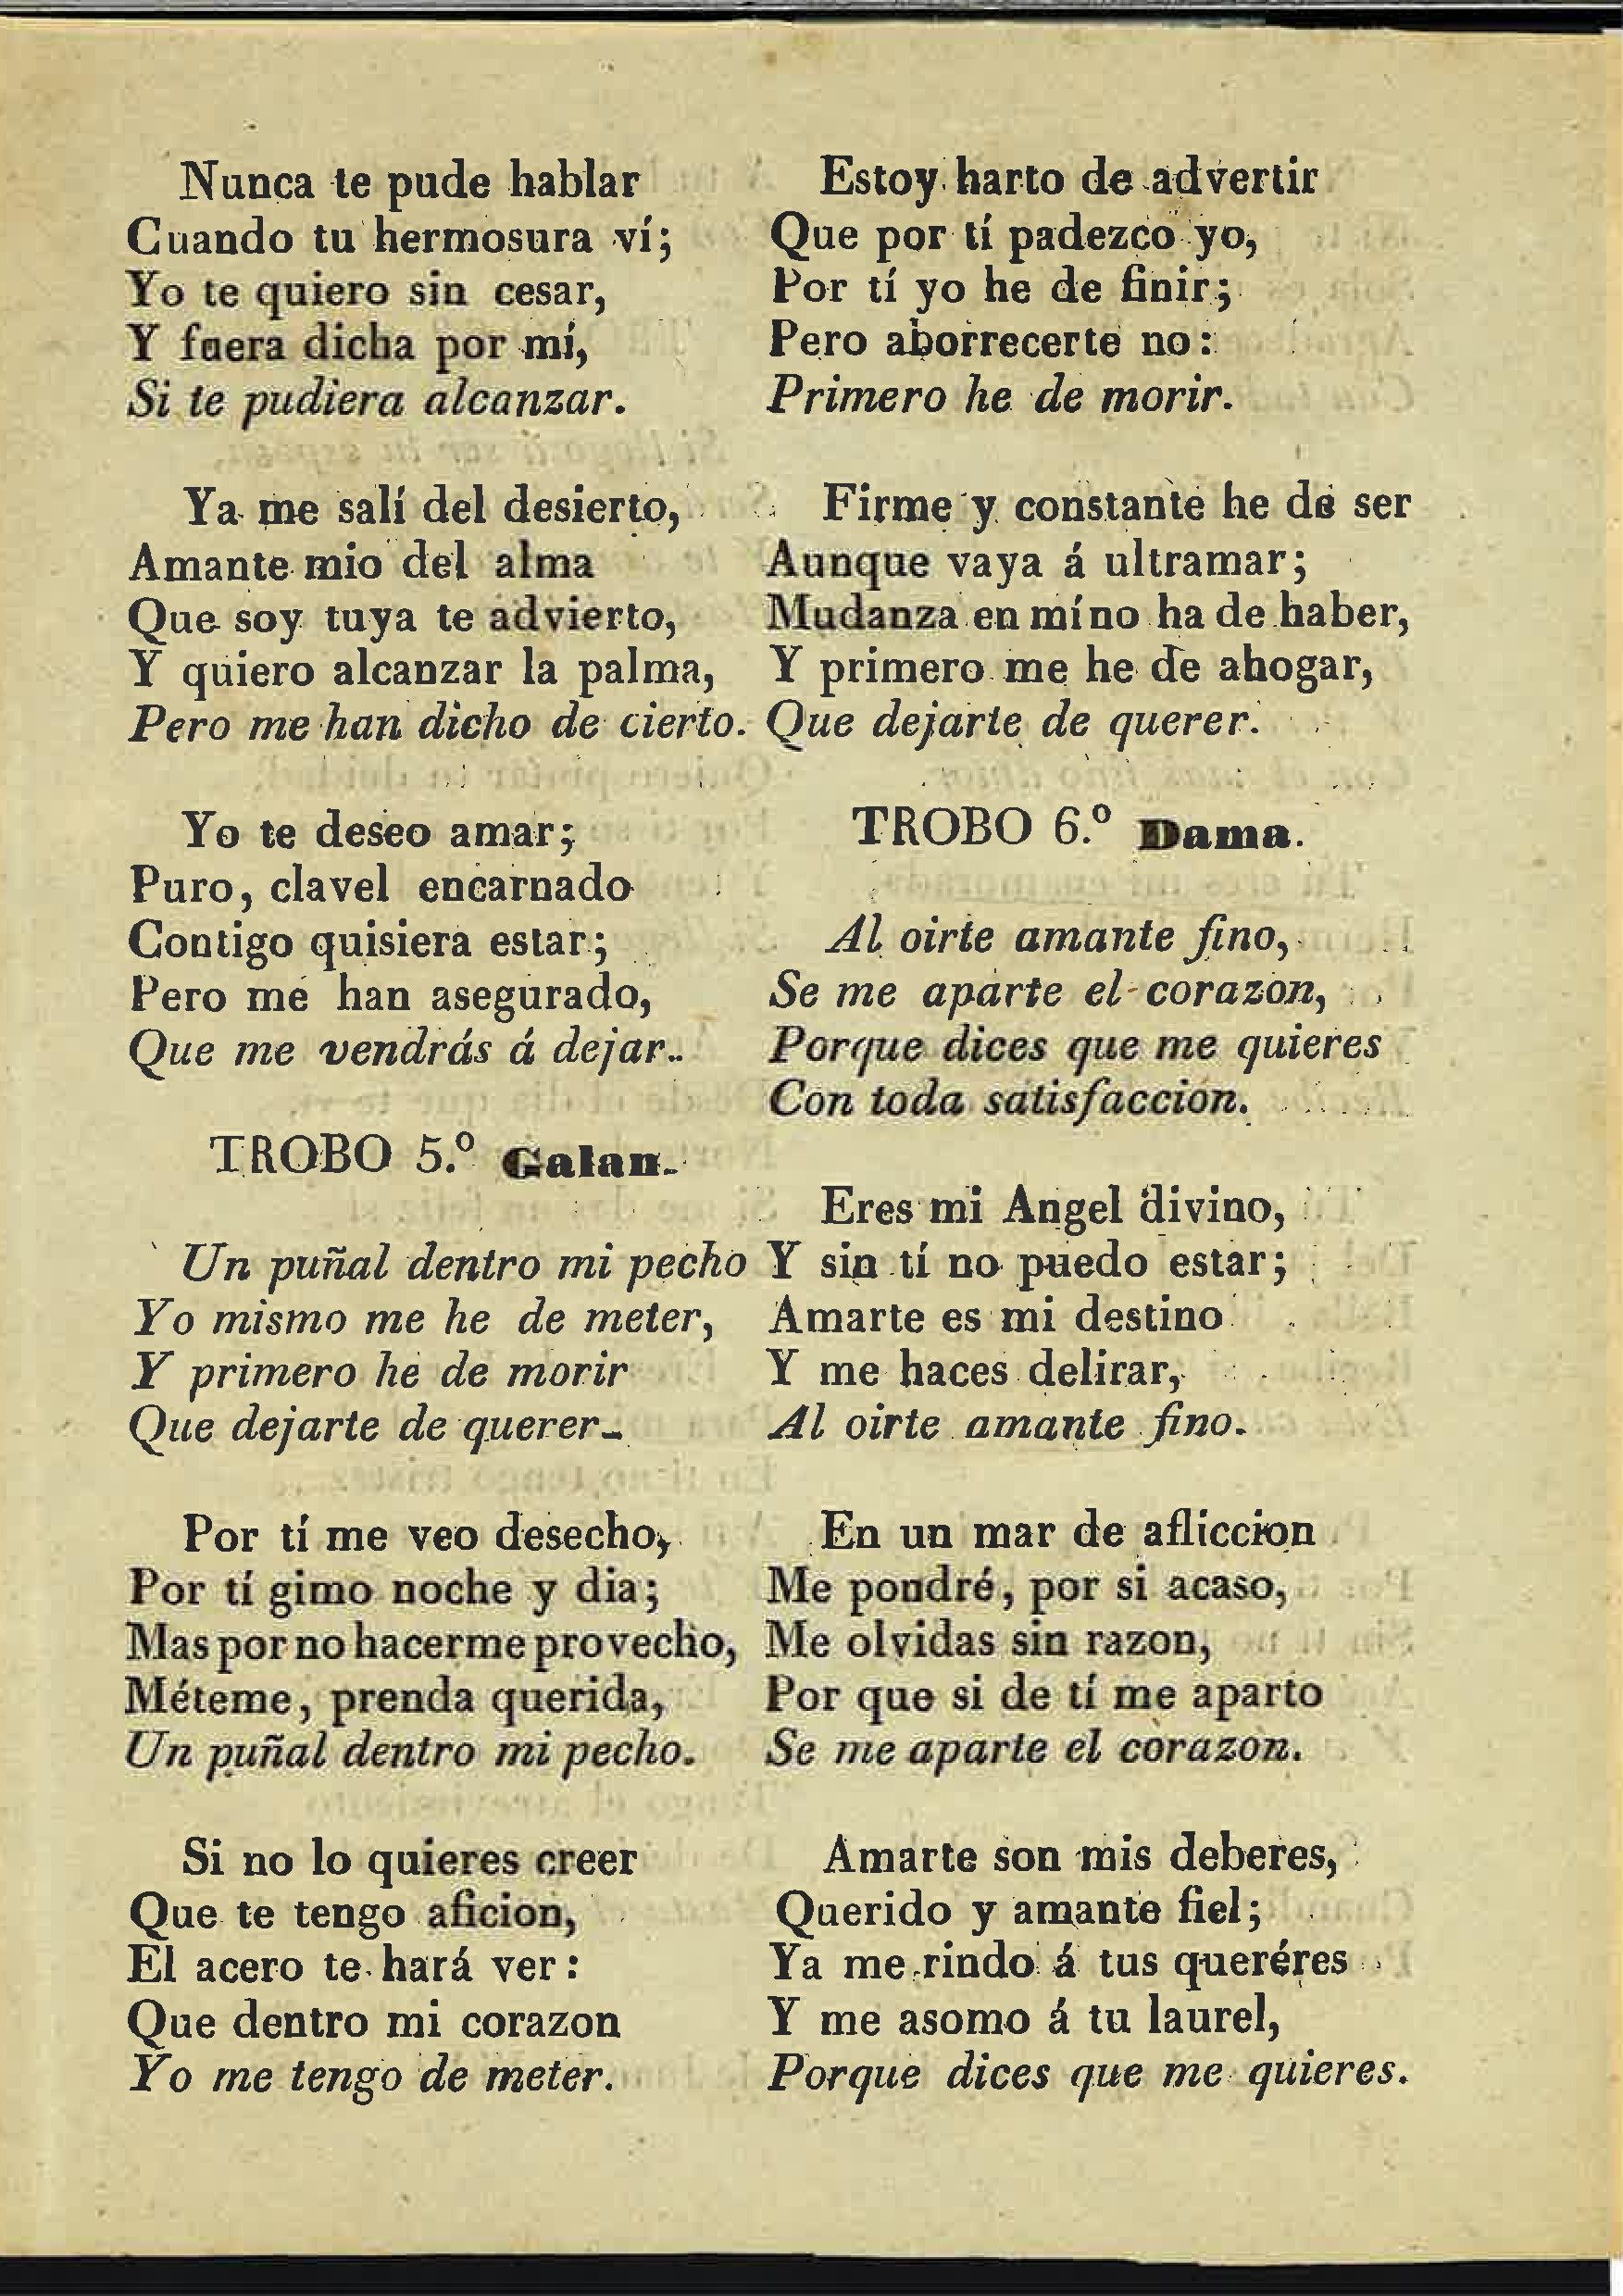 Nunca te pude hablar
Cuando tu hermosura ví;
Yo te quiero sin cesar,
Y fuera dicha por mí,
Si te pudiera alcanzar.
Ya me salí del desierto,
Amante mio del alma
Que soy tuya te advierto,
Y quiero alcanzar la palma,
Pero me han dicho de cierto.
Yo te deseo amar;
Puro, clavel encarnado
Contigo quisiera estar;
Pero me han asegurado,
Que me vendrás á dejar.
TROBO 5.º Galan.
Un puñal dentro mi pecho
Yo mismo me he de meter,
Y primero he de morir
Que dejarte de querer.
Por tí me veo desecho,
Por tí gimo noche y dia;
Mas por no hacerme provecho,
Méteme, prenda querida,
Un puñal dentro mi pecho.
Si no lo quieres creer
Que te tengo aficion,
El acero te hará ver:
Que dentro mi corazon
Yo me tengo de meter.
Estoy harto de advertir
Que por tí padezco yo,
Por tí yo he de finir;
Pero aborrecerte no:
Primero he de morir.
Firme y constante he de ser
Aunque vaya á ultramar;
Mudanza en mí no ha de haber,
Y primero me he de ahogar,
Que dejarte de querer.
TROBO 6.º Dama.
Al oirte amante fino,
Se me aparte el corazon,
Porque dices que me quieres
Con toda satisfaccion.
Eres mi Angel divino,
Y sin tí no puedo estar;
Amarte es mi destino
Y me haces delirar,
Al oirte amante fino.
En un mar de afliccion
Me pondré, por si acaso,
Me olvidas sin razon,
Por que si de tí me aparto
Se me aparte el corazon.
Amarte son mis deberes,
Querido y amante fiel;
Ya me rindo á tus queréres
Y me asomo á tu laurel,
Porque dices que me quieres.